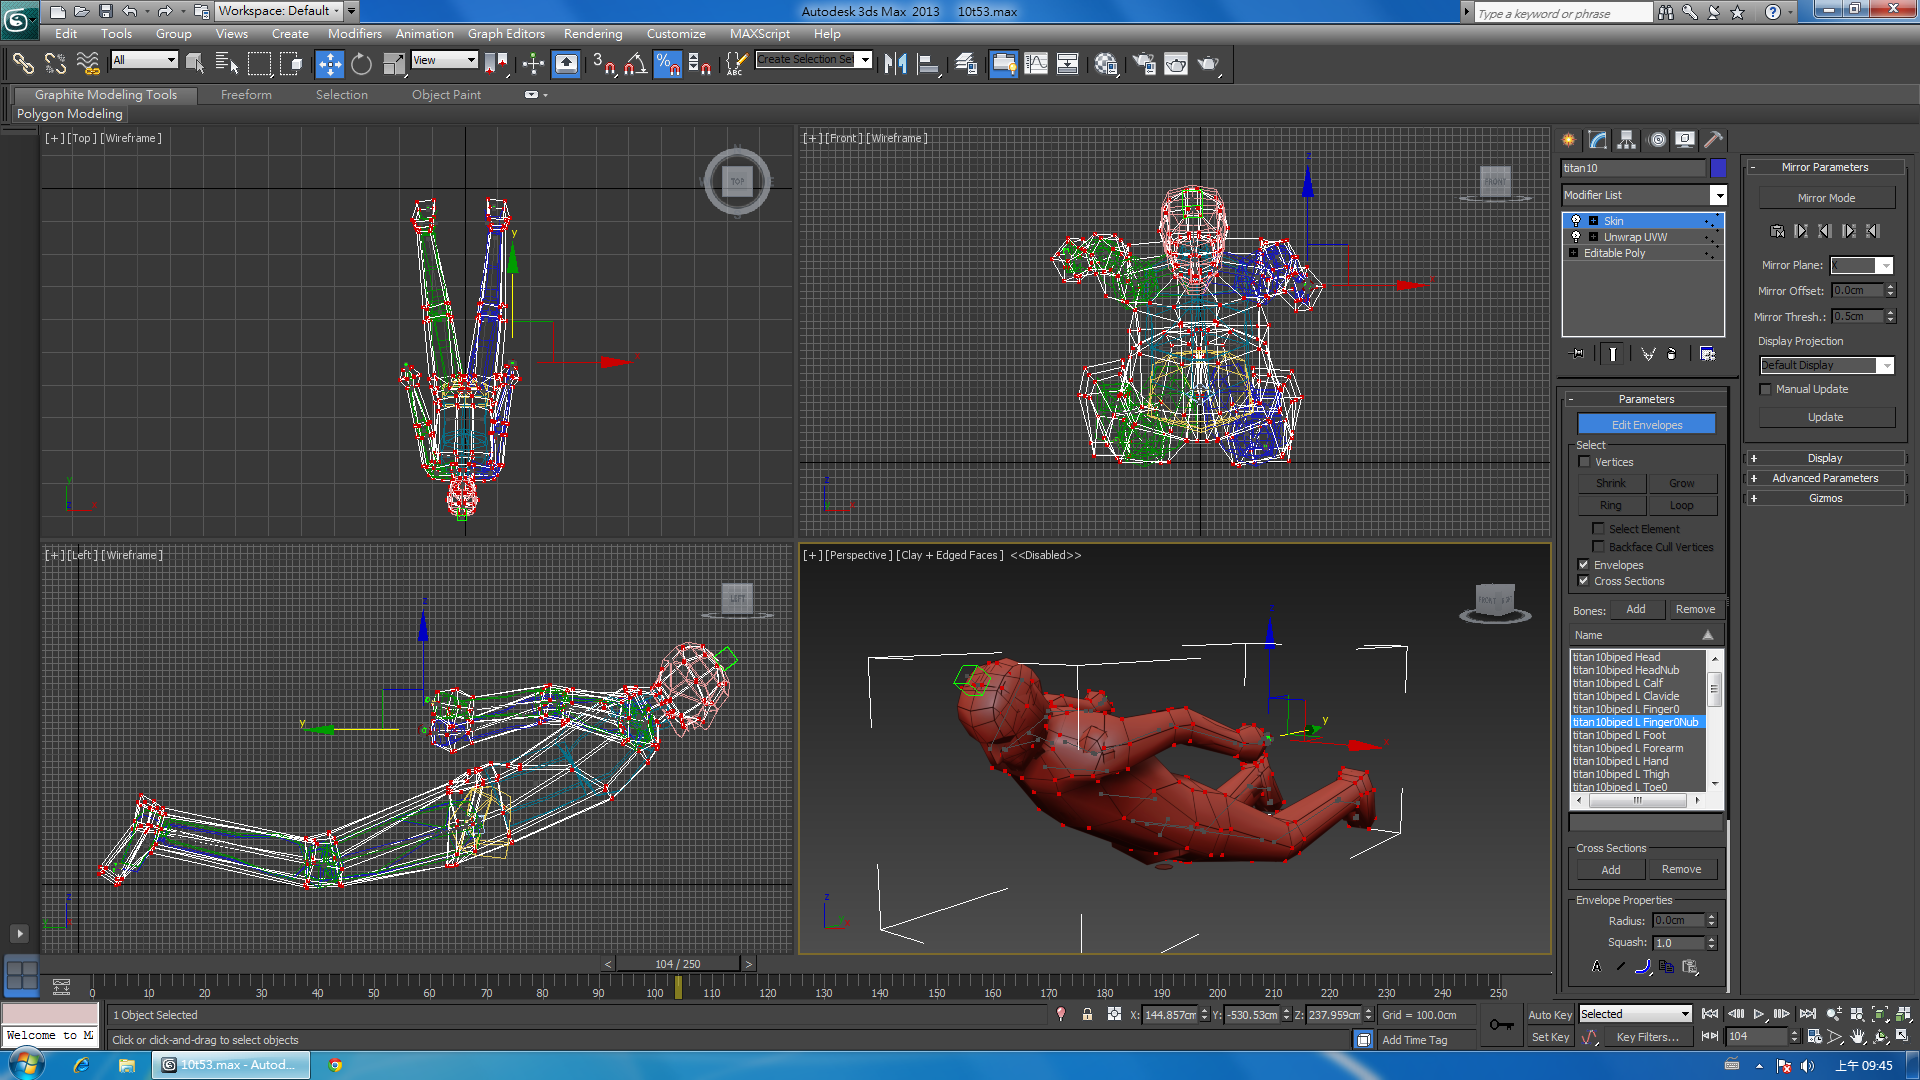 Workspace: Default
Autodesk 3ds Max 2013 10t53.max
Type a keyword or phrase
Edit Tools Group Views Create Modifiers Animation Graph Editors Rendering Customize MAXScript Help
All View Create Selection Set
Graphite Modeling Tools Freeform Selection Object Paint
Polygon Modeling
[+][Top][Wireframe]
TOP
[+][Front][Wireframe]
FRONT
[+][Left][Wireframe]
LEFT
[+][Perspective][Clay + Edged Faces] <<Disabled>>
titan10
Modifier List
Skin
Unwrap UVW
Editable Poly
Parameters
Edit Envelopes
Select
Vertices
Shrink Grow
Ring Loop
Select Element
Backface Cull Vertices
Envelopes
Cross Sections
Bones: Add Remove
Name
titan10biped Head
titan10biped HeadNub
titan10biped L Calf
titan10biped L Clavicle
titan10biped L Finger0
titan10biped L Finger0Nub
titan10biped L Foot
titan10biped L Forearm
titan10biped L Hand
titan10biped L Thigh
titan10biped L Toe0
Cross Sections
Add Remove
Envelope Properties
Radius: 0.0cm
Squash: 1.0
Mirror Parameters
Mirror Mode
Mirror Plane: X
Mirror Offset: 0.0cm
Mirror Thresh.: 0.5cm
Display Projection
Default Display
Manual Update
Update
Display
Advanced Parameters
Gizmos
104 / 250
0 10 20 30 40 50 60 70 80 90 100 110 120 130 140 150 160 170 180 190 200 210 220 230 240 250
1 Object Selected
X: 144.857cm Y: -530.53cm Z: 237.959cm Grid = 100.0cm
Auto Key Selected
Welcome to M
Click or click-and-drag to select objects
Add Time Tag
Set Key Key Filters... 104
10t53.max - Autod...
上午 09:45